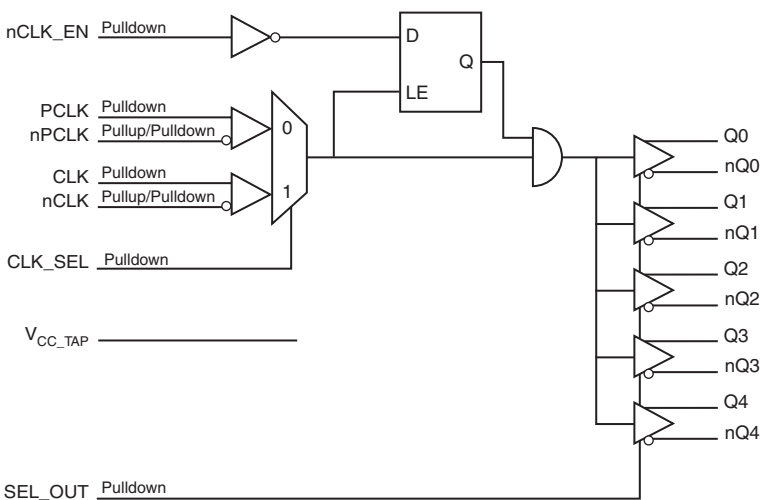 nCLK_EN Pulldown
D
Q
LE
PCLK Pulldown
nPCLK Pullup/Pulldown
0
CLK Pulldown
nCLK Pullup/Pulldown
1
CLK_SEL Pulldown
VCC_TAP
SEL_OUT Pulldown
Q0
nQ0
Q1
nQ1
Q2
nQ2
Q3
nQ3
Q4
nQ4